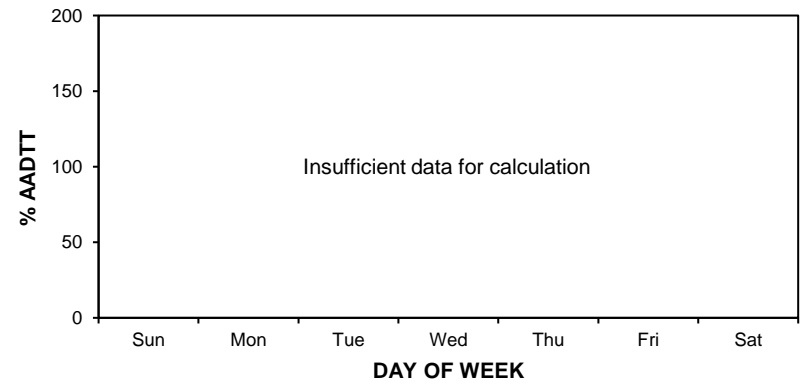 200
150
100
50
0
% AADTT
Insufficient data for calculation
Sun Mon Tue Wed Thu Fri Sat
DAY OF WEEK